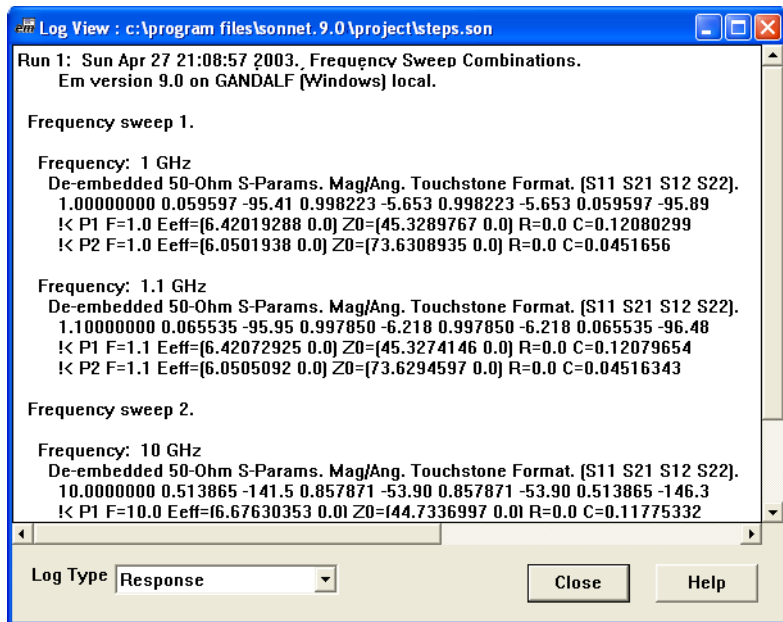 em Log View : c:\program files\sonnet.9.0\project\steps.son
Run 1: Sun Apr 27 21:08:57 2003. Frequency Sweep Combinations.
Em version 9.0 on GANDALF (Windows) local.
Frequency sweep 1.
Frequency: 1 GHz
De-embedded 50-Ohm S-Params. Mag/Ang. Touchstone Format. (S11 S21 S12 S22).
1.00000000 0.059597 -95.41 0.998223 -5.653 0.998223 -5.653 0.059597 -95.89
!< P1 F=1.0 Eeff=(6.42019288 0.0) Z0=(45.3289767 0.0) R=0.0 C=0.12080299
!< P2 F=1.0 Eeff=(6.0501938 0.0) Z0=(73.6308935 0.0) R=0.0 C=0.0451656
Frequency: 1.1 GHz
De-embedded 50-Ohm S-Params. Mag/Ang. Touchstone Format. (S11 S21 S12 S22).
1.10000000 0.065535 -95.95 0.997850 -6.218 0.997850 -6.218 0.065535 -96.48
!< P1 F=1.1 Eeff=(6.42072925 0.0) Z0=(45.3274146 0.0) R=0.0 C=0.12079654
!< P2 F=1.1 Eeff=(6.0505092 0.0) Z0=(73.6294597 0.0) R=0.0 C=0.04516343
Frequency sweep 2.
Frequency: 10 GHz
De-embedded 50-Ohm S-Params. Mag/Ang. Touchstone Format. (S11 S21 S12 S22).
10.0000000 0.513865 -141.5 0.857871 -53.90 0.857871 -53.90 0.513865 -146.3
!< P1 F=10.0 Eeff=(6.67630353 0.0) Z0=(44.7336997 0.0) R=0.0 C=0.11775332
Log Type Response Close Help